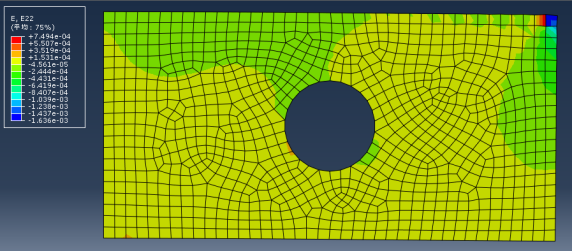 E, E22
(平均: 75%)
+7.494e-04
+5.507e-04
+3.519e-04
+1.531e-04
-4.561e-05
-2.444e-04
-4.431e-04
-6.419e-04
-8.407e-04
-1.039e-03
-1.238e-03
-1.437e-03
-1.636e-03